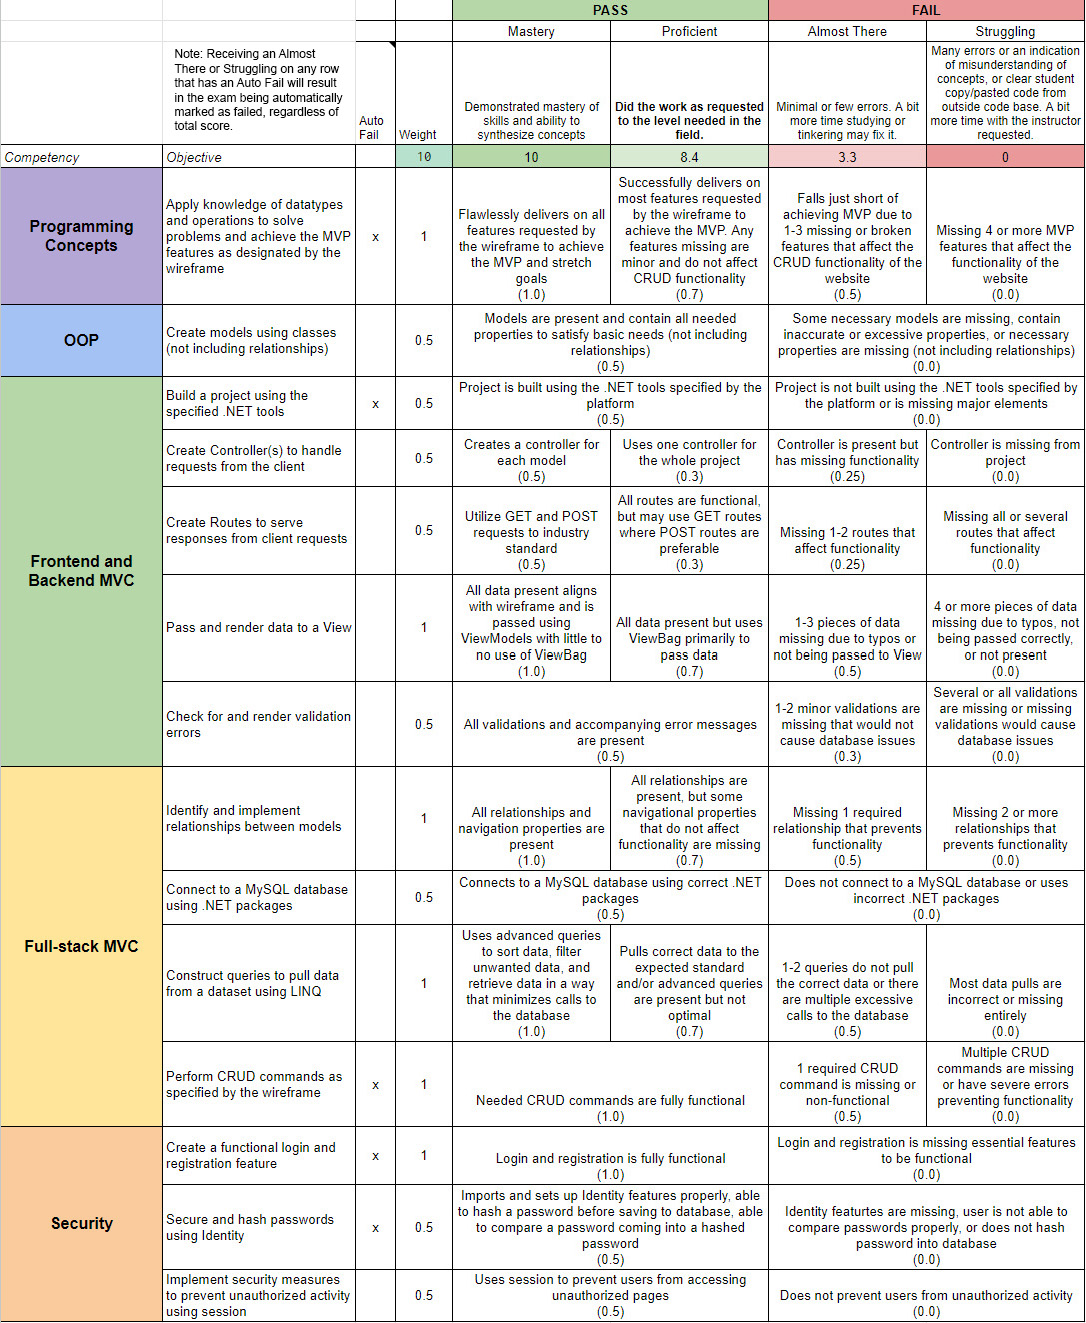 PASS
FAIL
Mastery
Proficient
Almost There
Struggling
Note: Receiving an Almost
There or Struggling on any row
that has an Auto Fail will result
in the exam being automatically
marked as failed, regardless of
total score.
Auto
Fail
Weight
Demonstrated mastery of
skills and ability to
synthesize concepts
Did the work as requested
to the level needed in the
field.
Minimal or few errors. A bit
more time studying or
tinkering may fix it.
Many errors or an indication
of misunderstanding of
concepts, or clear student
copy/pasted code from
outside code base. A bit
more time with the instructor
requested.
Competency
Objective
10
10
8.4
3.3
0
Programming
Concepts
Apply knowledge of datatypes
and operations to solve
problems and achieve the MVP
features as designated by the
wireframe
x
1
Flawlessly delivers on all
features requested
by the wireframe to achieve
the MVP and stretch
goals
(1.0)
Successfully delivers on
most features requested
by the wireframe to
achieve the MVP. Any
features missing are
minor and do not affect
CRUD functionality
(0.7)
Falls just short of
achieving MVP due to
1-3 missing or broken
features that affect the
CRUD functionality of the
website
(0.5)
Missing 4 or more MVP
features that affect the
functionality of the
website
(0.0)
OOP
Create models using classes
(not including relationships)
0.5
Models are present and contain all needed
properties to satisfy basic needs (not including
relationships)
(0.5)
Some necessary models are missing, contain
inaccurate or excessive properties, or necessary
properties are missing (not including relationships)
(0.0)
Frontend and
Backend MVC
Build a project using the
specified .NET tools
x
0.5
Project is built using the .NET tools specified by the
platform
(0.5)
Project is not built using the .NET tools specified by
the platform or is missing major elements
(0.0)
Create Controller(s) to handle
requests from the client
0.5
Creates a controller for
each model
(0.5)
Uses one controller for
the whole project
(0.3)
Controller is present but
has missing functionality
(0.25)
Controller is missing from
project
(0.0)
Create Routes to serve
responses from client requests
0.5
Utilize GET and POST
requests to industry
standard
(0.5)
All routes are functional,
but may use GET routes
where POST routes are
preferable
(0.3)
Missing 1-2 routes that
affect functionality
(0.25)
Missing all or several
routes that affect
functionality
(0.0)
Pass and render data to a View
1
All data present aligns
with wireframe and is
passed using
ViewModels with little to
no use of ViewBag
(1.0)
All data present but uses
ViewBag primarily to
pass data
(0.7)
1-3 pieces of data
missing due to typos or
not being passed to View
(0.5)
4 or more pieces of data
missing due to typos, not
being passed correctly,
or not present
(0.0)
Check for and render validation
errors
0.5
All validations and accompanying error messages
are present
(0.5)
1-2 minor validations are
missing that would not
cause database issues
(0.3)
Several or all validations
are missing or missing
validations would cause
database issues
(0.0)
Full-stack MVC
Identify and implement
relationships between models
1
All relationships and
navigation properties are
present
(1.0)
All relationships are
present, but some
navigational properties
that do not affect
functionality are missing
(0.7)
Missing 1 required
relationship that prevents
functionality
(0.5)
Missing 2 or more
relationships that
prevents functionality
(0.0)
Connect to a MySQL database
using .NET packages
0.5
Connects to a MySQL database using correct .NET
packages
(0.5)
Does not connect to a MySQL database or uses
incorrect .NET packages
(0.0)
Construct queries to pull data
from a dataset using LINQ
1
Uses advanced queries
to sort data, filter
unwanted data, and
retrieve data in a way
that minimizes calls to
the database
(1.0)
Pulls correct data to the
expected standard
and/or advanced queries
are present but not
optimal
(0.7)
1-2 queries do not pull
the correct data or there
are multiple excessive
calls to the database
(0.5)
Most data pulls are
incorrect or missing
entirely
(0.0)
Perform CRUD commands as
specified by the wireframe
x
1
Needed CRUD commands are fully functional
(1.0)
1 required CRUD
command is missing or
non-functional
(0.5)
Multiple CRUD
commands are missing
or have severe errors
preventing functionality
(0.0)
Security
Create a functional login and
registration feature
x
1
Login and registration is fully functional
(1.0)
Login and registration is missing essential features
to be functional
(0.0)
Secure and hash passwords
using Identity
x
0.5
Imports and sets up Identity features properly, able
to hash a password before saving to database, able
to compare a password coming into a hashed
password
(0.5)
Identity featurtes are missing, user is not able to
compare passwords properly, or does not hash
password into database
(0.0)
Implement security measures
to prevent unauthorized activity
using session
0.5
Uses session to prevent users from accessing
unauthorized pages
(0.5)
Does not prevent users from unauthorized activity
(0.0)